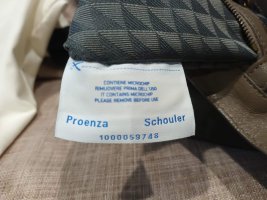 CONTIENE MICROCHIP
RIMUOVERE PRIMA DELL'USO
IT CONTAINS MICROCHIP
PLEASE REMOVE BEFORE USE
Proenza Schouler
1000059748